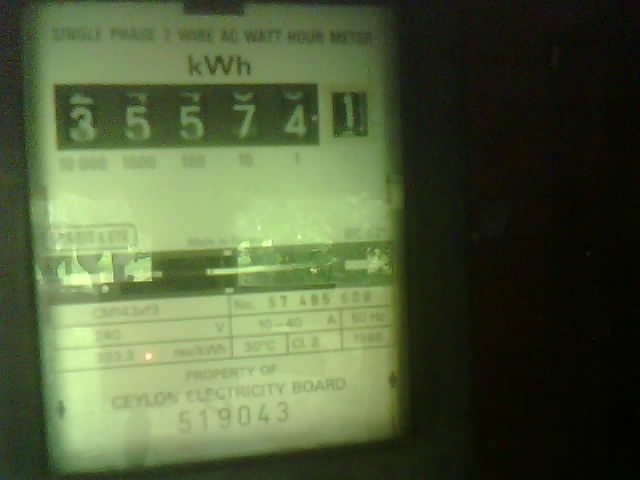 SINGLE PHASE 2 WIRE AC WATT HOUR METER
kWh
3 5 5 7 4 1
10 000 1000 100 10 1
No. 57 495 508
240 V 10-40 A 50 Hz
rev/kWh Cl.2
PROPERTY OF
CEYLON ELECTRICITY BOARD
519043